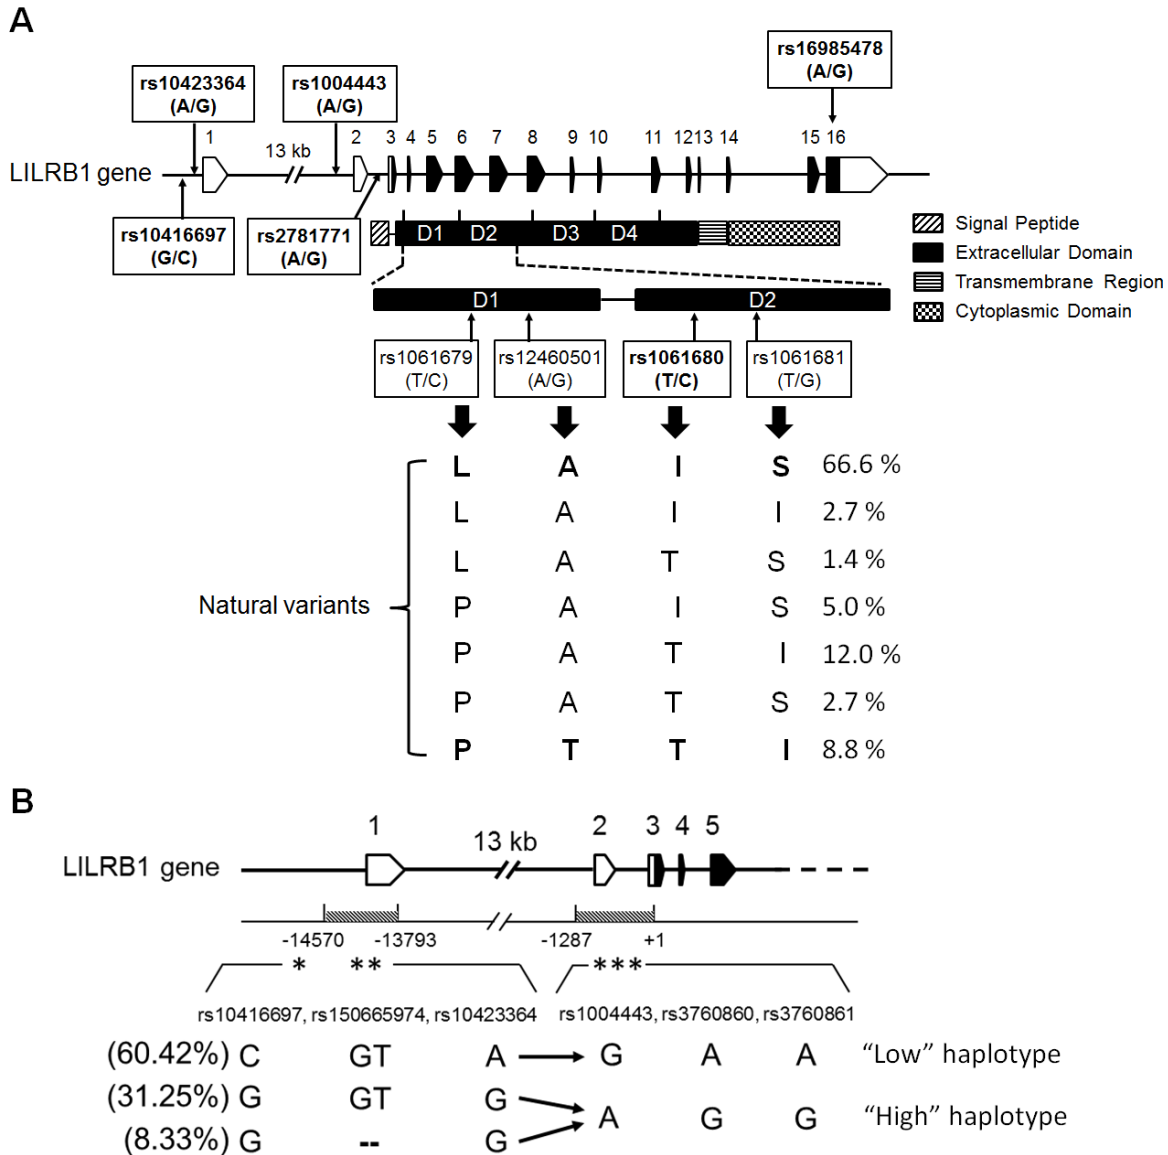 A
rs10423364
(A/G)
rs1004443
(A/G)
rs16985478
(A/G)
LILRB1 gene
1
13 kb
2
3
4
5
6
7
8
9
10
11
12
13
14
15
16
rs10416697
(G/C)
rs2781771
(A/G)
D1
D2
D3
D4
Signal Peptide
Extracellular Domain
Transmembrane Region
Cytoplasmic Domain
D1
D2
rs1061679
(T/C)
rs12460501
(A/G)
rs1061680
(T/C)
rs1061681
(T/G)
Natural variants
L A I S 66.6 %
L A I I 2.7 %
L A T S 1.4 %
P A I S 5.0 %
P A T I 12.0 %
P A T S 2.7 %
P T T I 8.8 %
B
LILRB1 gene
1
13 kb
2
3
4
5
-14570
-13793
-1287
+1
* ** ***
rs10416697, rs150665974, rs10423364
rs1004443, rs3760860, rs3760861
(60.42%) C GT A G A A “Low” haplotype
(31.25%) G GT G
A G G “High” haplotype
(8.33%) G -- G